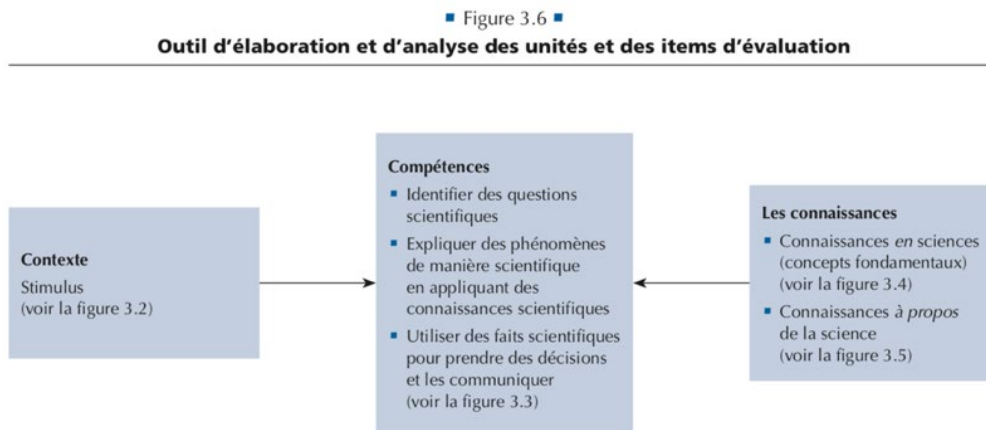 ■ Figure 3.6 ■
Outil d'élaboration et d'analyse des unités et des items d'évaluation
Contexte
Stimulus
(voir la figure 3.2)
Compétences
■ Identifier des questions
scientifiques
■ Expliquer des phénomènes
de manière scientifique
en appliquant des
connaissances scientifiques
■ Utiliser des faits scientifiques
pour prendre des décisions
et les communiquer
(voir la figure 3.3)
Les connaissances
■ Connaissances en sciences
(concepts fondamentaux)
(voir la figure 3.4)
■ Connaissances à propos
de la science
(voir la figure 3.5)